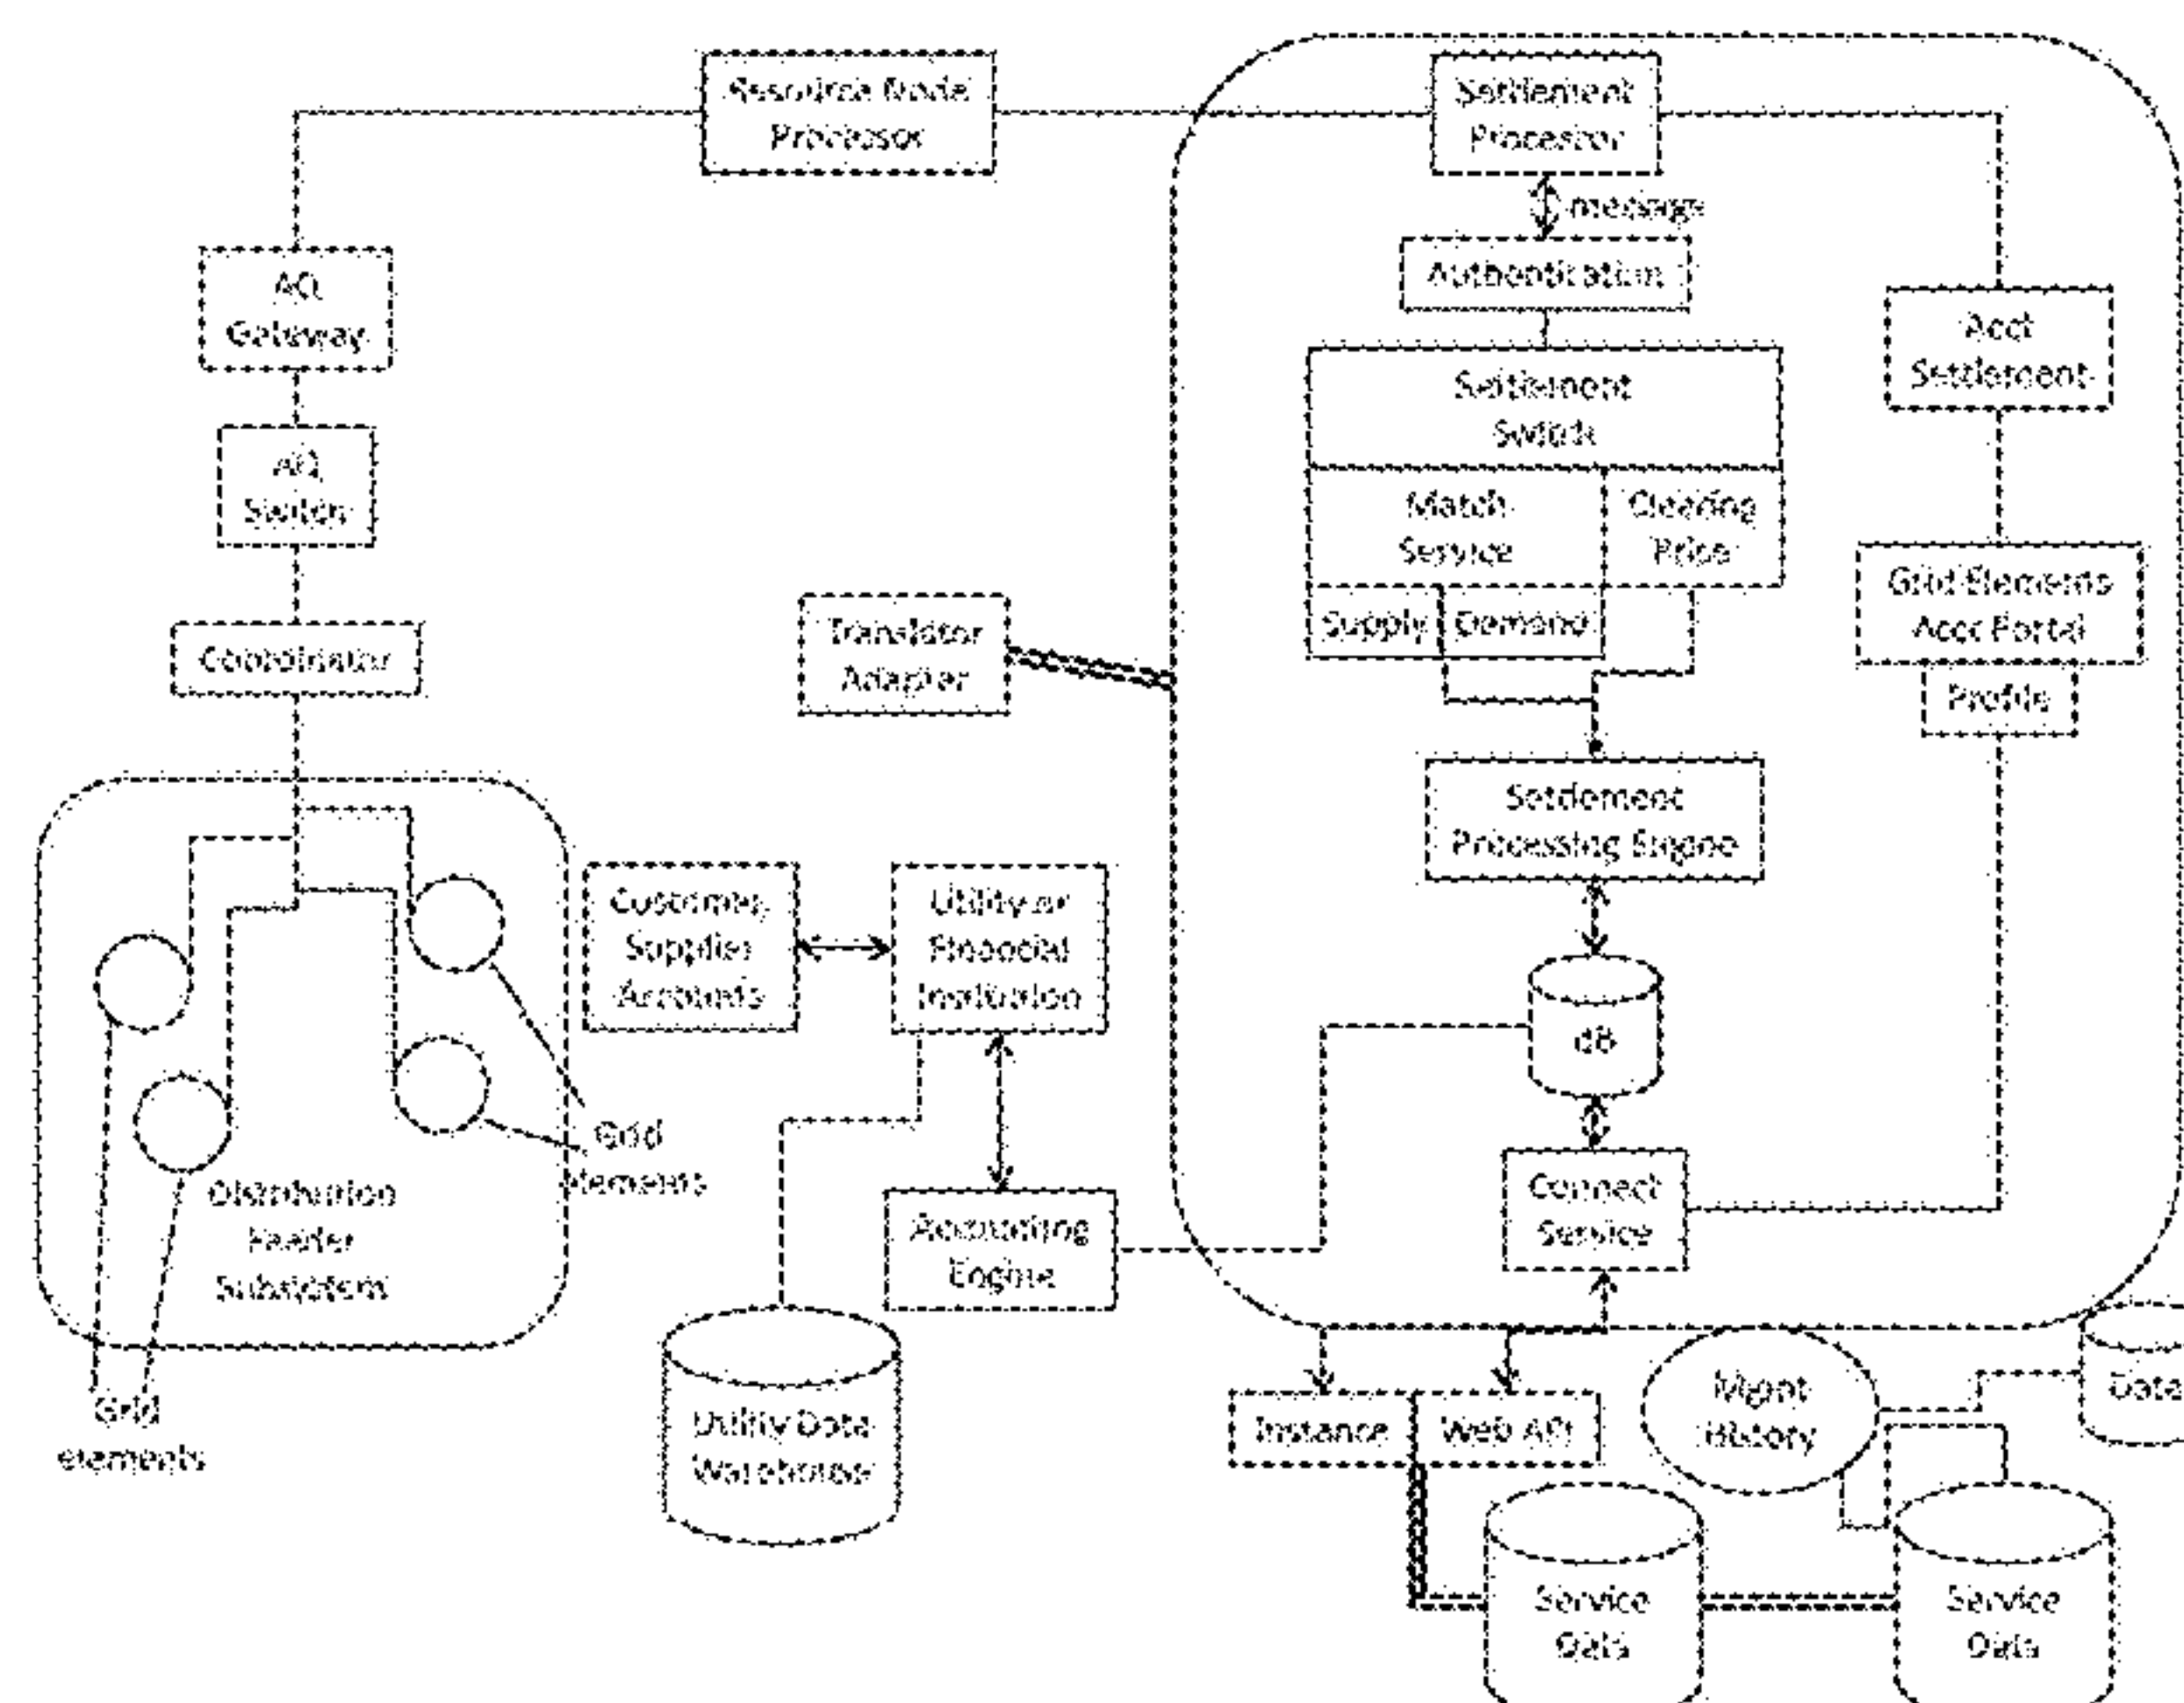 Resource Node
Processor
Settlement
Processor
message
Authentication
AQ
Gateway
Acct
Settlement
Settlement
Switch
AQ
Switch
Match
Service
Clearing
Price
Supply
Demand
Grid Elements
Acct Portal
Profile
Coordinator
Translator
Adapter
Settlement
Processing Engine
Customer,
Supplier
Accounts
Utility or
Financial
Institution
dB
Grid
elements
Distribution
Feeder
Subsystem
Accounting
Engine
Connect
Service
Grid
elements
Utility Data
Warehouse
Instance
Web API
Mgmt
History
Data
Service
Data
Service
Data